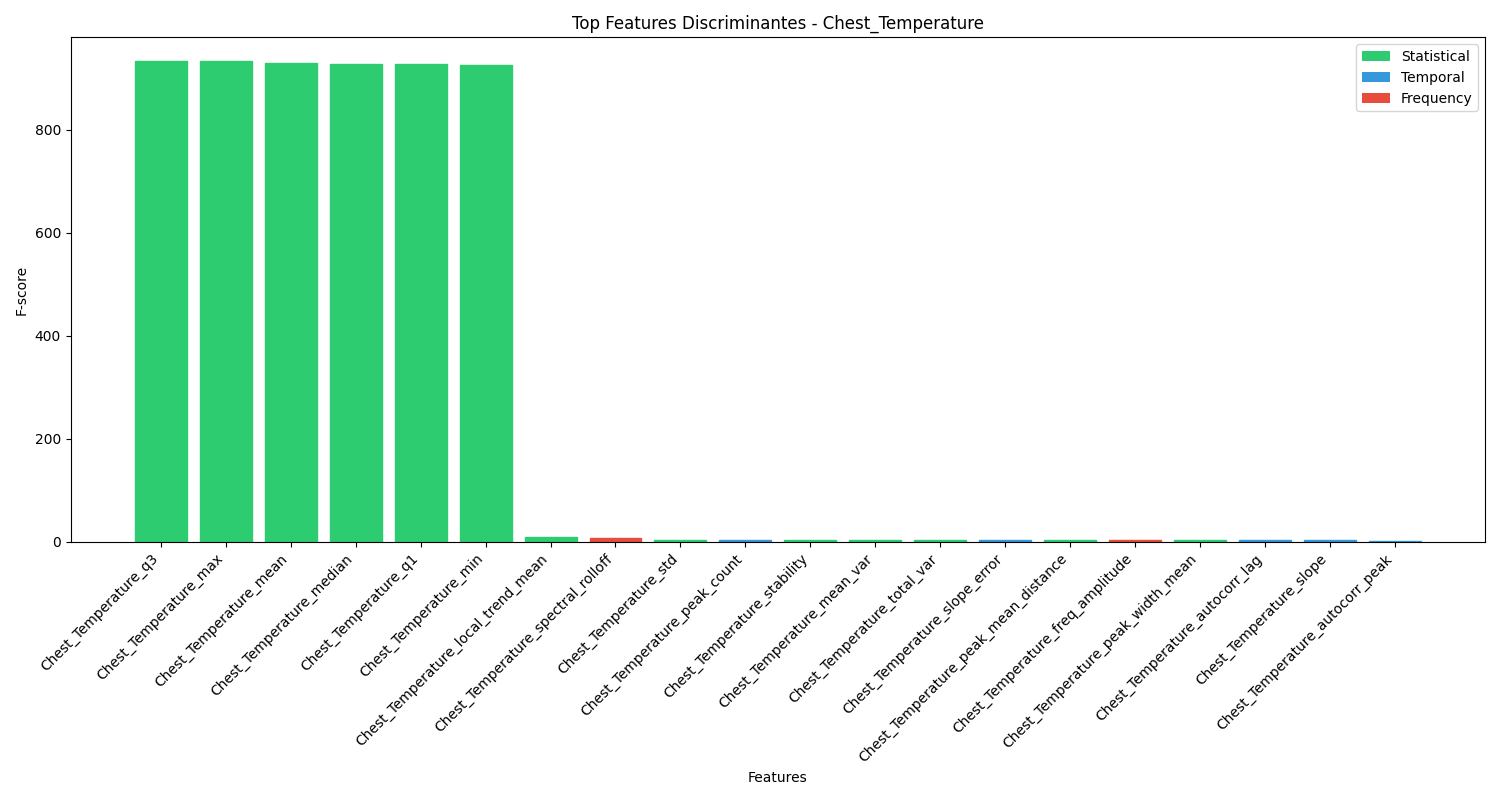 Top Features Discriminantes - Chest_Temperature
Statistical
Temporal
Frequency
F-score
800
600
400
200
0
Chest_Temperature_q3
Chest_Temperature_max
Chest_Temperature_mean
Chest_Temperature_median
Chest_Temperature_q1
Chest_Temperature_min
Chest_Temperature_local_trend_mean
Chest_Temperature_spectral_rolloff
Chest_Temperature_std
Chest_Temperature_peak_count
Chest_Temperature_stability
Chest_Temperature_mean_var
Chest_Temperature_total_var
Chest_Temperature_slope_error
Chest_Temperature_peak_mean_distance
Chest_Temperature_freq_amplitude
Chest_Temperature_peak_width_mean
Chest_Temperature_autocorr_lag
Chest_Temperature_slope
Chest_Temperature_autocorr_peak
Features